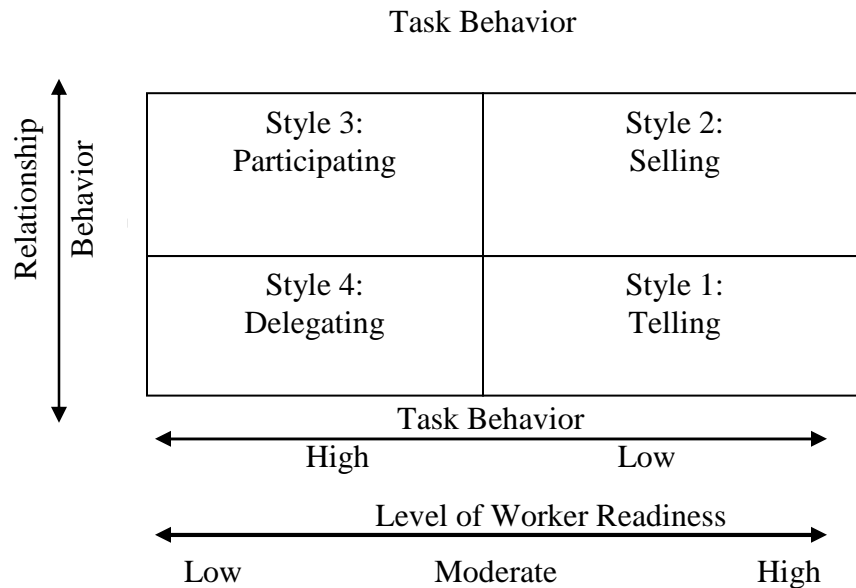 Task Behavior
Relationship
Behavior
Style 3:
Participating
Style 2:
Selling
Style 4:
Delegating
Style 1:
Telling
Task Behavior
High Low
Level of Worker Readiness
Low Moderate High